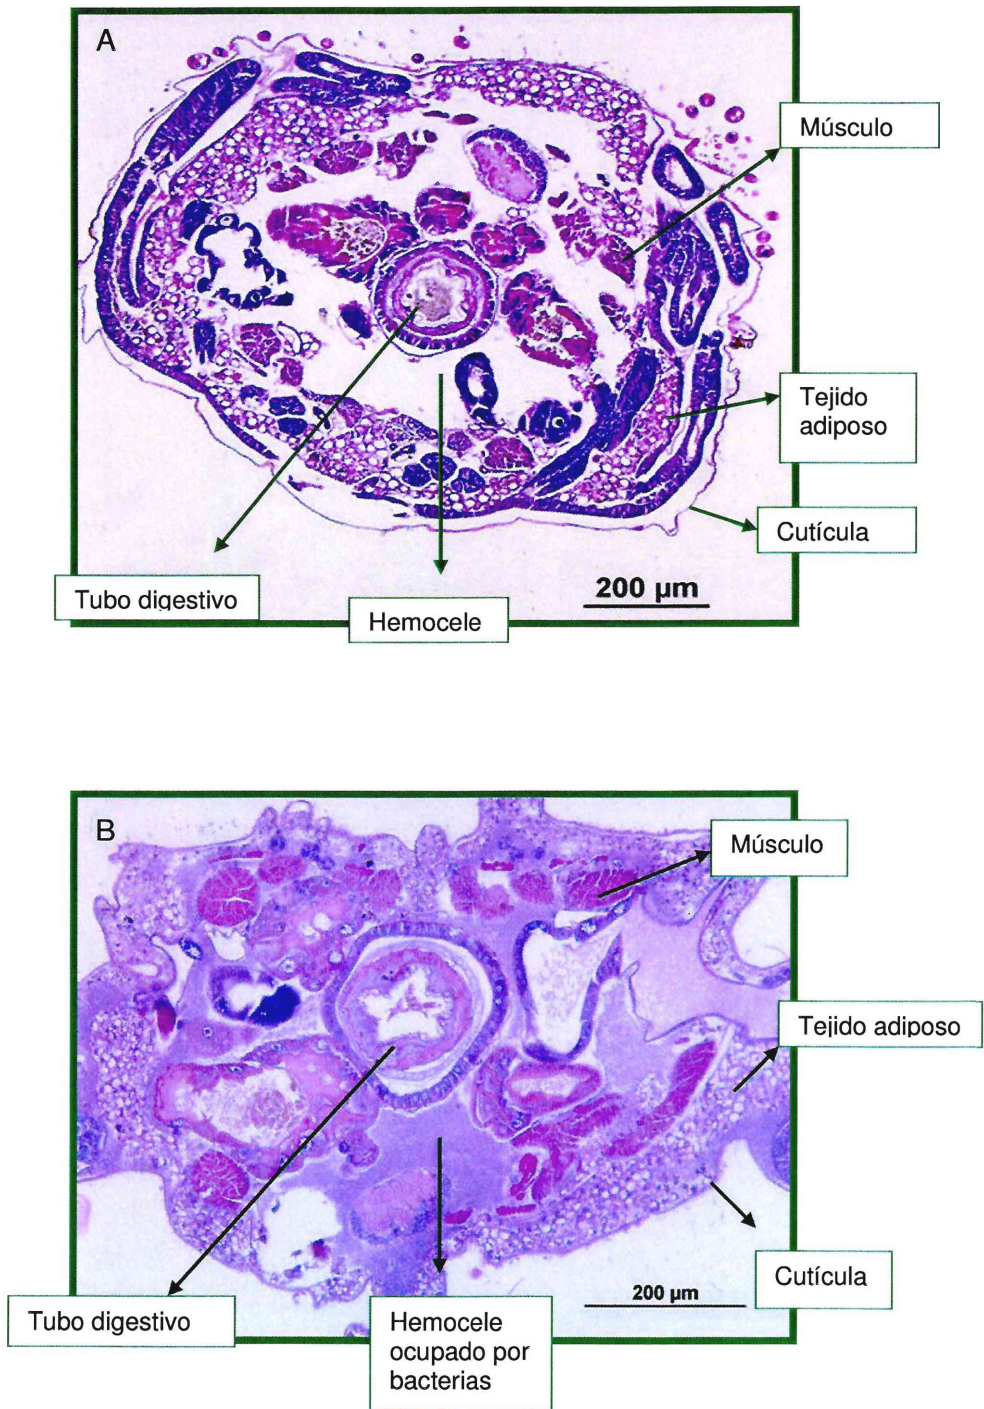 A
Músculo
Tejido
adiposo
Cutícula
200 µm
Tubo digestivo
Hemocele
B
Músculo
Tejido adiposo
Cutícula
200 µm
Tubo digestivo
Hemocele
ocupado por
bacterias